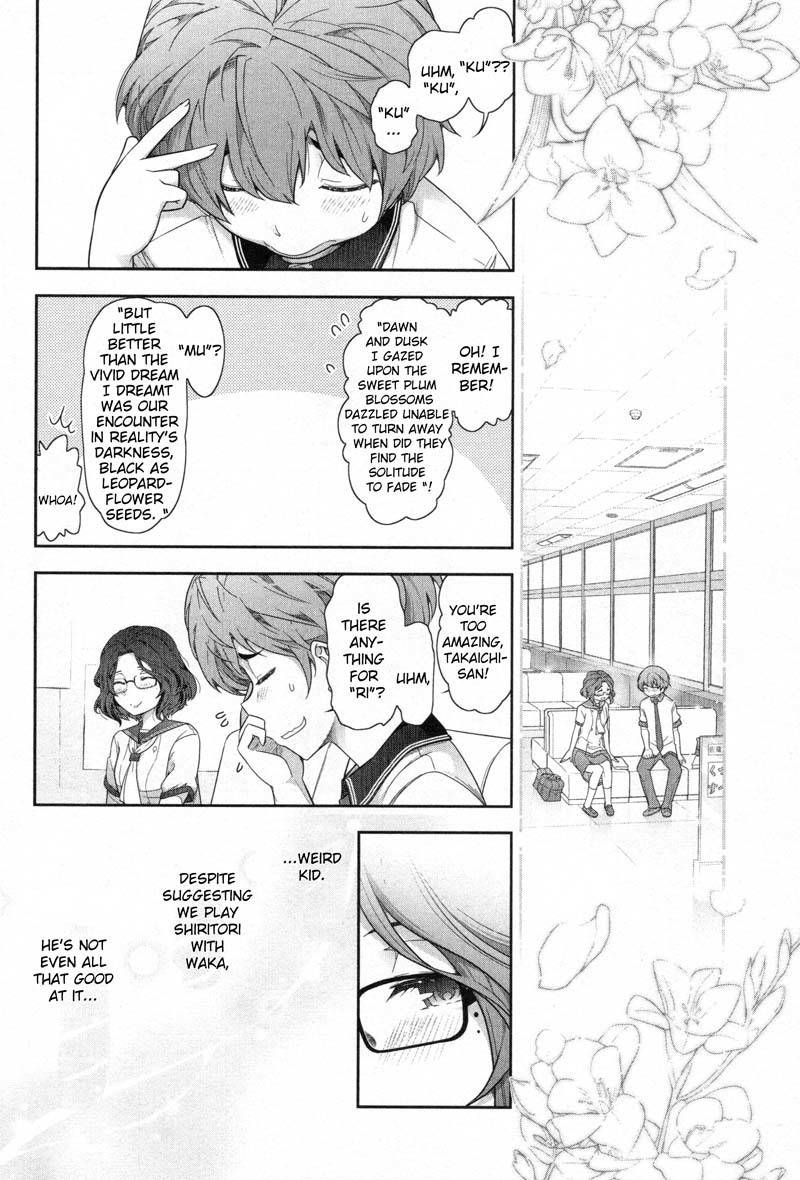 UHM, "KU"??
"KU",
"KU"
...
OH! I
REMEM-
BER!
"DAWN
AND DUSK
I GAZED
UPON THE
SWEET PLUM
BLOSSOMS
DAZZLED UNABLE
TO TURN AWAY
WHEN DID THEY
FIND THE
SOLITUDE
TO FADE "!
"MU"?
"BUT
LITTLE
BETTER
THAN THE
VIVID DREAM
I DREAMT
WAS OUR
ENCOUNTER
IN REALITY'S
DARKNESS,
BLACK AS
LEOPARD-
FLOWER
SEEDS. "
WHOA!
YOU'RE
TOO
AMAZING,
TAKAICHI-
SAN!
UHM,
IS
THERE
ANY-
THING
FOR
"RI"?
...WEIRD
KID.
DESPITE
SUGGESTING
WE PLAY
SHIRITORI
WITH
WAKA,
HE'S NOT
EVEN ALL
THAT GOOD
AT IT...